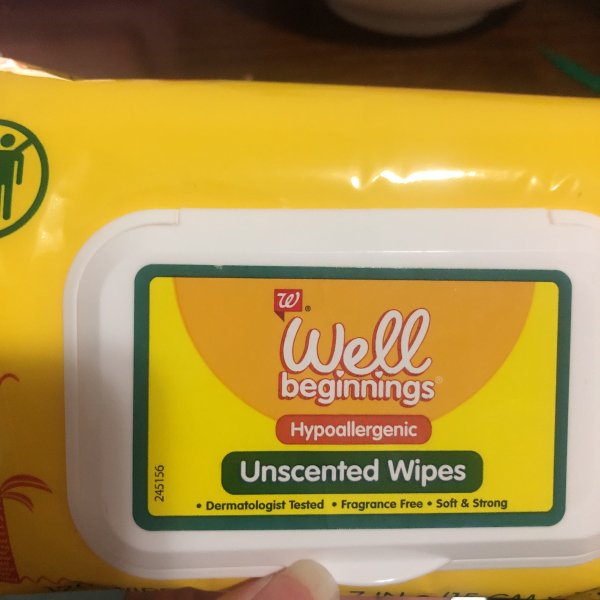 W
Well
beginnings®
Hypoallergenic
Unscented Wipes
• Dermatologist Tested • Fragrance Free • Soft & Strong
245156